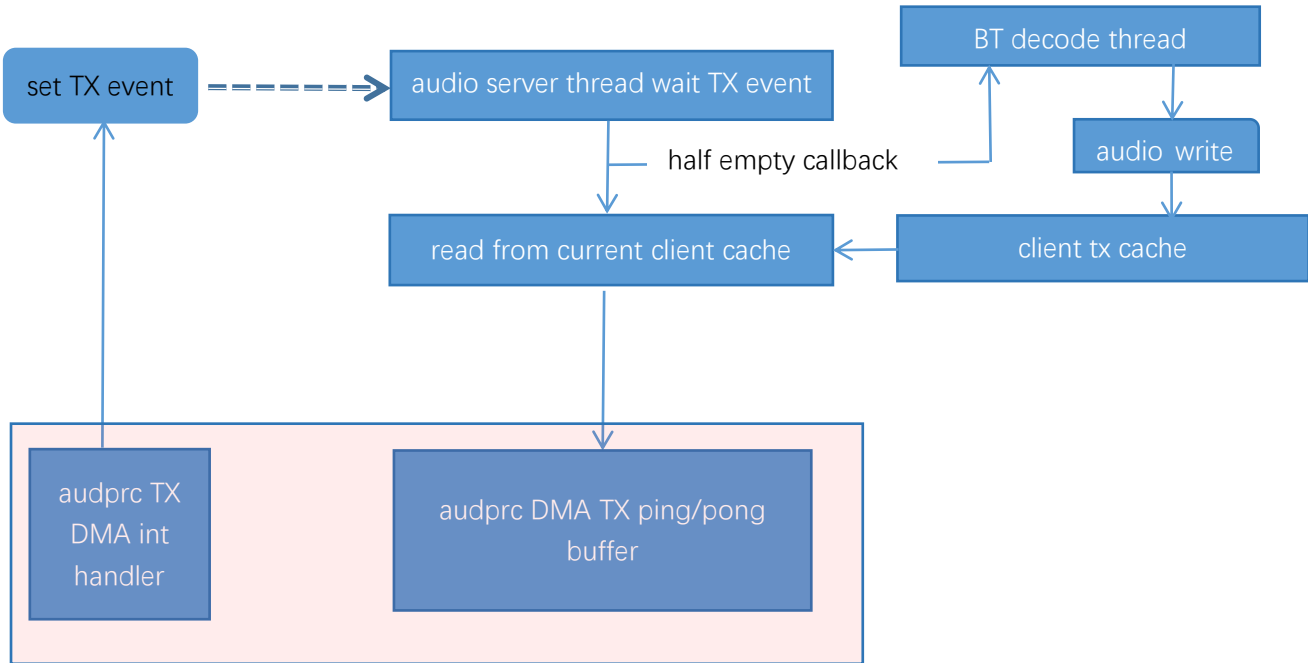 BT decode thread
set TX event
audio server thread wait TX event
audio write
half empty callback
read from current client cache
client tx cache
audprc TX
DMA int
handler
audprc DMA TX ping/pong
buffer